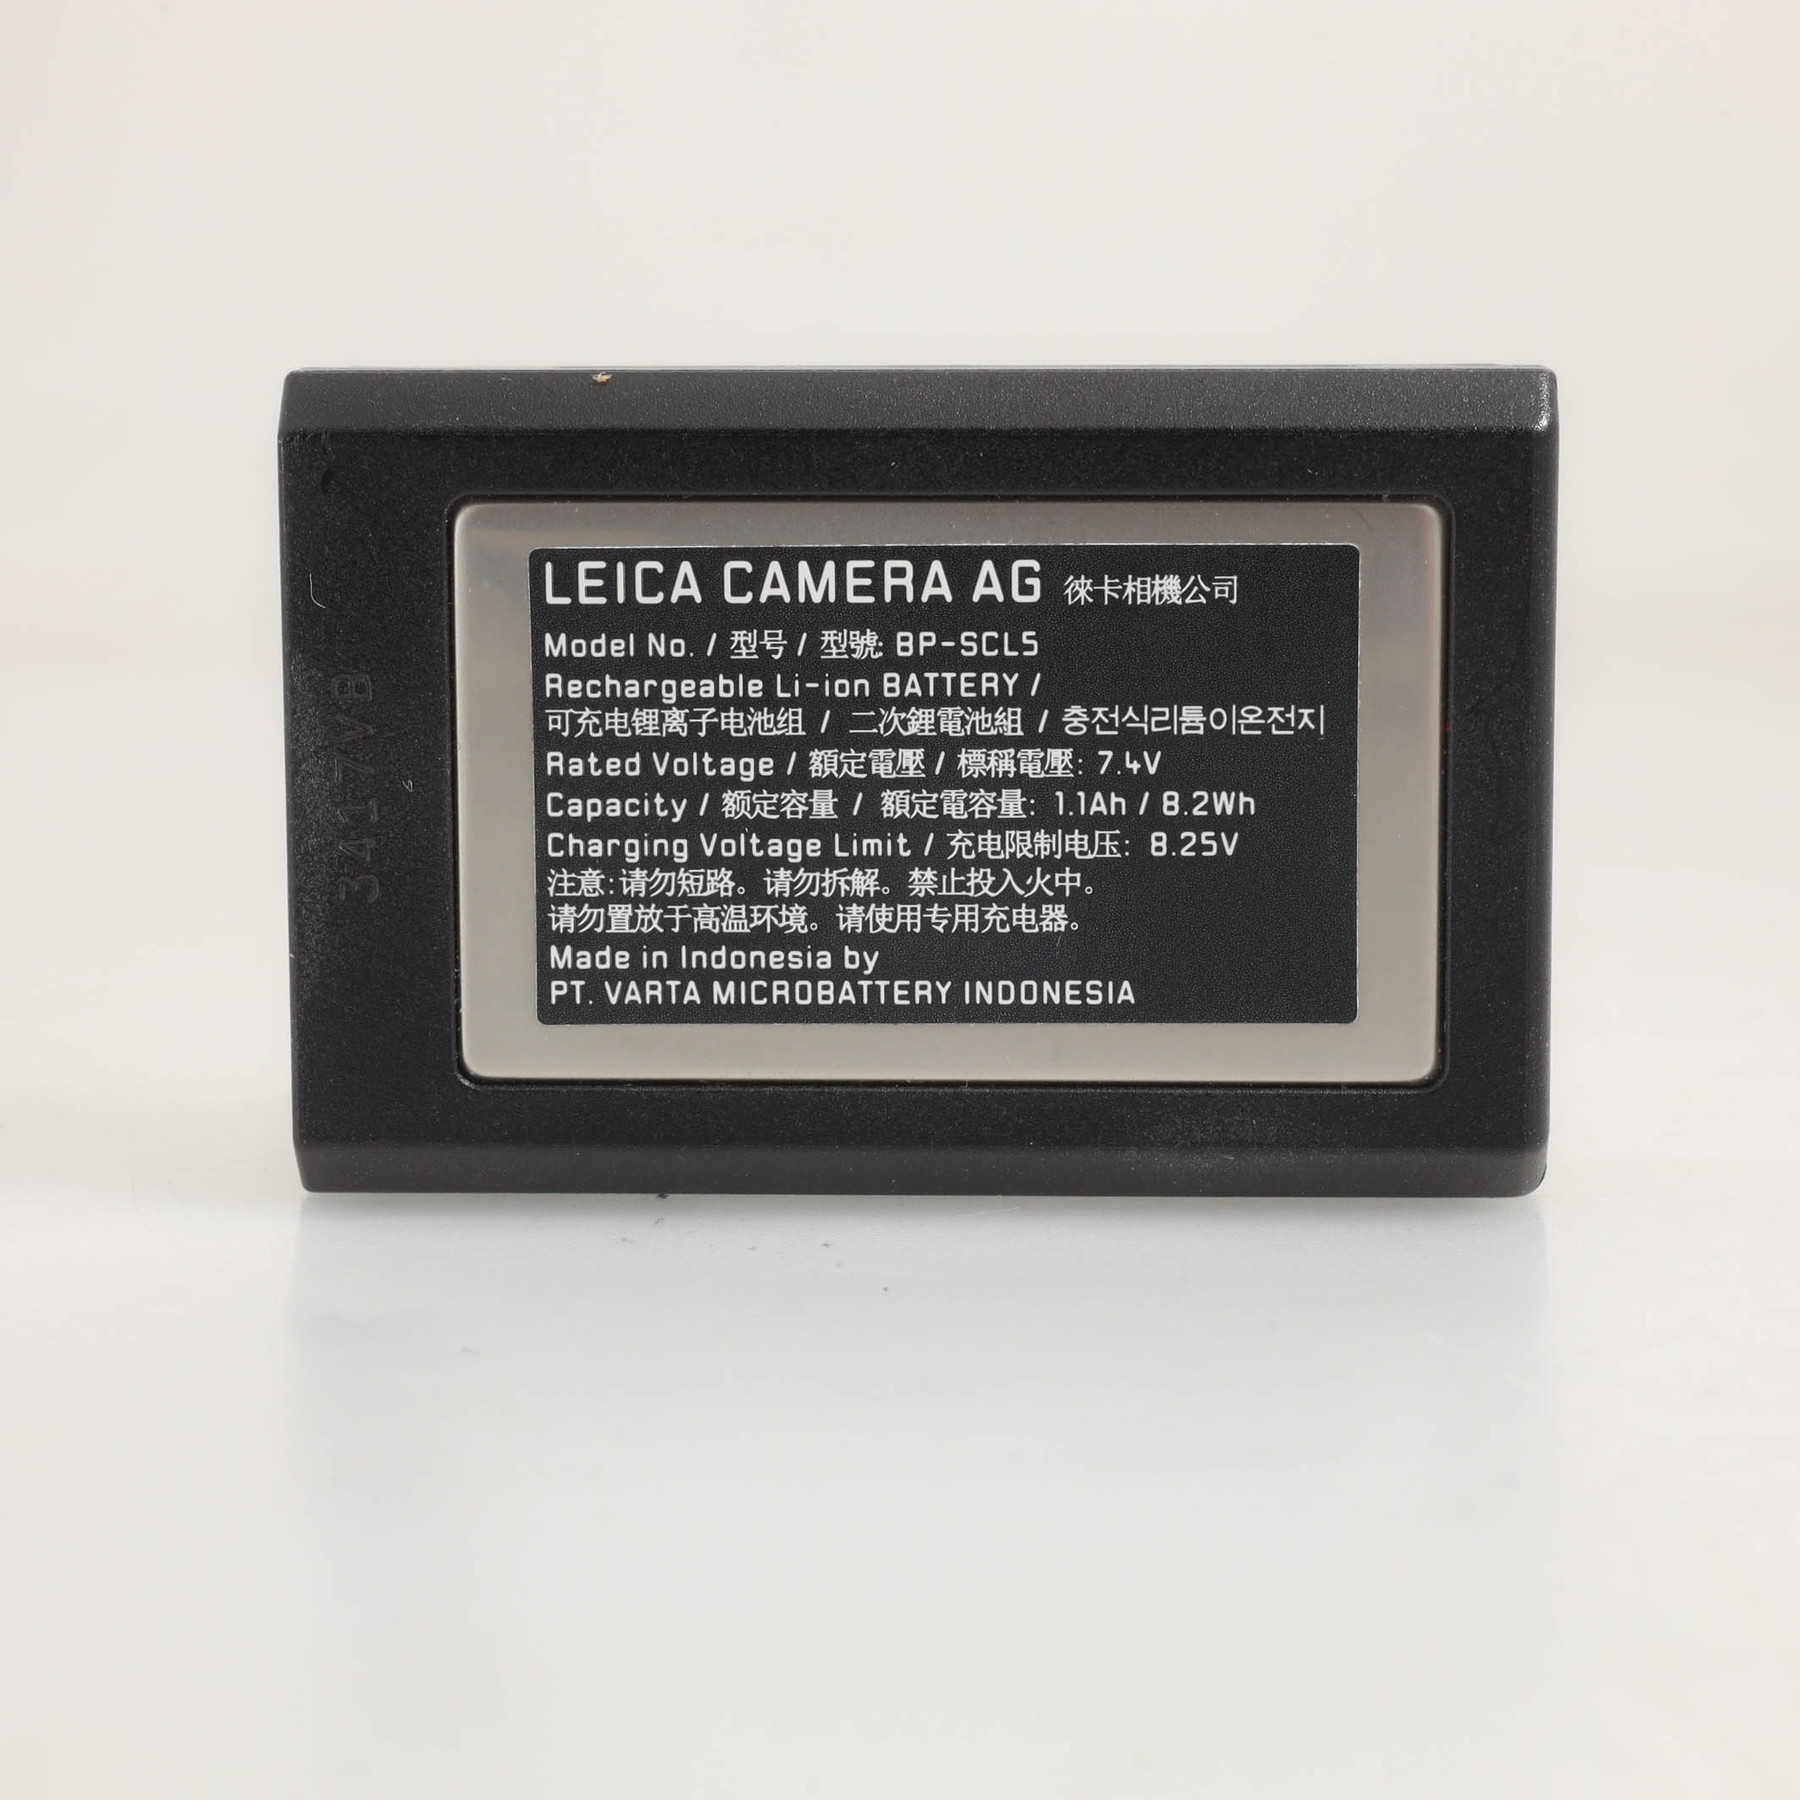 LEICA CAMERA AG 徠卡相機公司
Model No. / 型号 / 型號: BP-SCL5
Rechargeable Li-ion BATTERY /
可充电锂离子电池组 / 二次鋰電池組 / 충전식리튬이온전지
Rated Voltage / 額定電壓 / 標稱電壓: 7.4V
Capacity / 额定容量 / 額定電容量: 1.1Ah / 8.2Wh
Charging Voltage Limit / 充电限制电压: 8.25V
注意:请勿短路。请勿拆解。禁止投入火中。
请勿置放于高温环境。请使用专用充电器。
Made in Indonesia by
PT. VARTA MICROBATTERY INDONESIA
3417VB